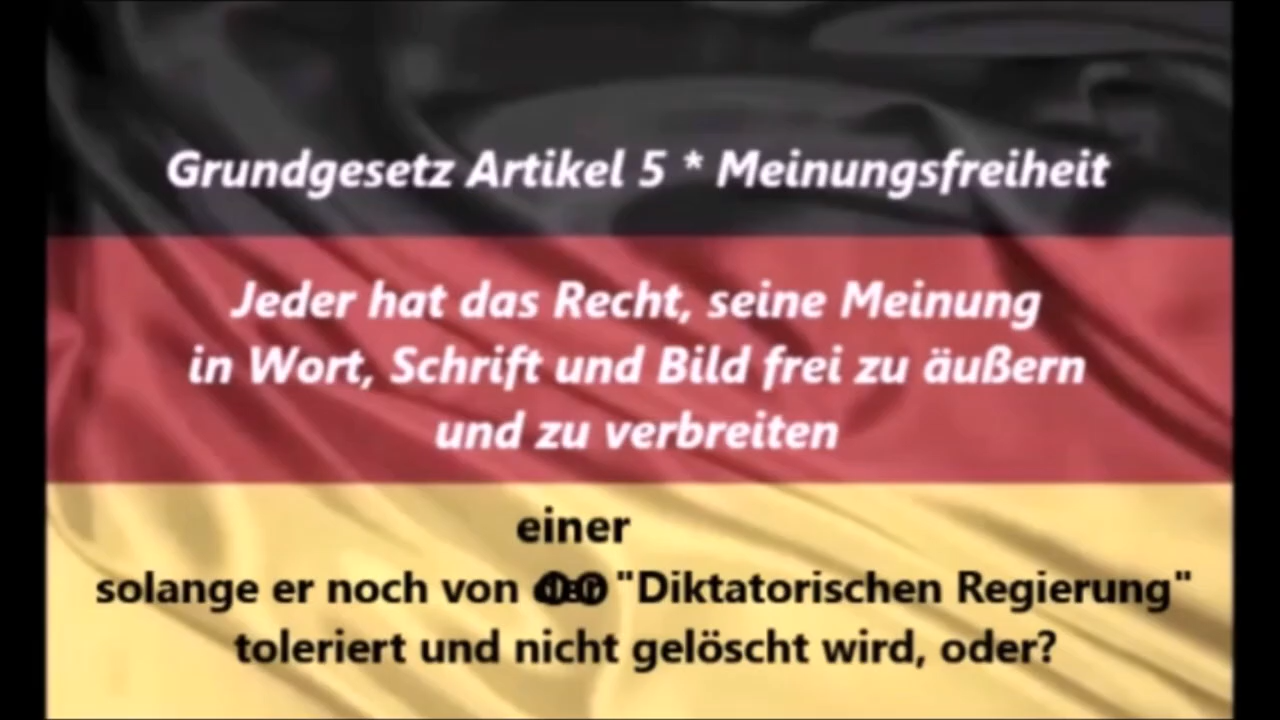 Grundgesetz Artikel 5 * Meinungsfreiheit
Jeder hat das Recht, seine Meinung
in Wort, Schrift und Bild frei zu äußern
und zu verbreiten
einer
solange er noch von der "Diktatorischen Regierung"
toleriert und nicht gelöscht wird, oder?